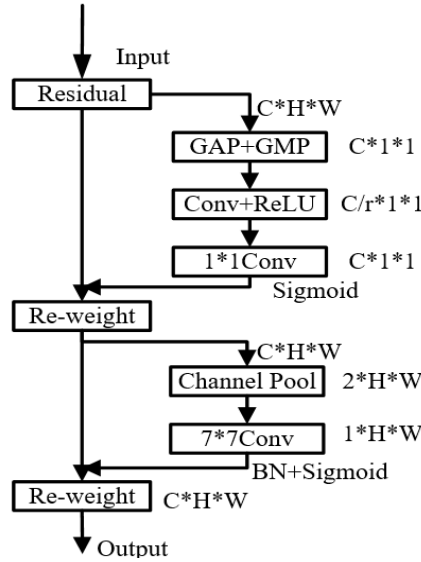 Input
Residual
C*H*W
GAP+GMP C*1*1
Conv+ReLU C/r*1*1
1*1Conv C*1*1
Sigmoid
Re-weight
C*H*W
Channel Pool 2*H*W
7*7Conv 1*H*W
BN+Sigmoid
Re-weight C*H*W
Output